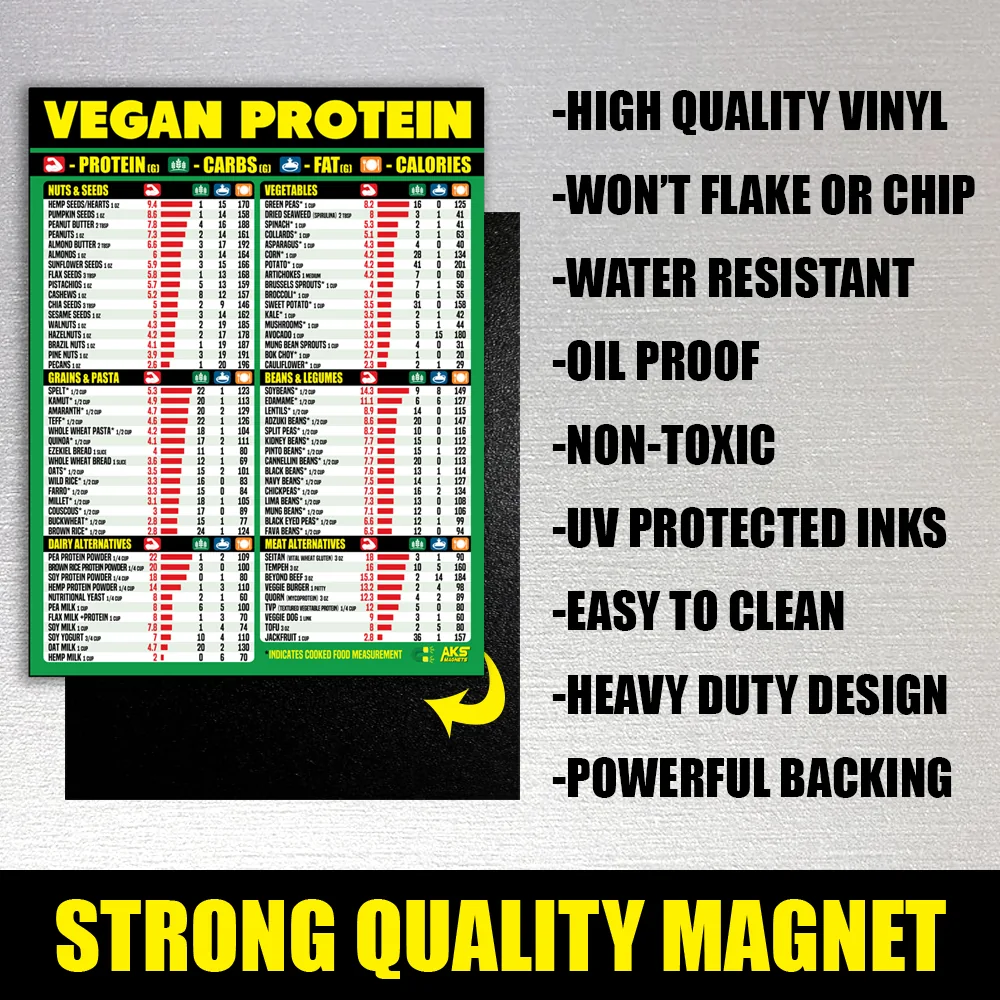 VEGAN PROTEIN
- PROTEIN (G) - CARBS (G) - FAT (G) - CALORIES
NUTS & SEEDS
HEMP SEEDS/HEARTS 1 OZ 9.4 1 15 170
PUMPKIN SEEDS 1 OZ 8.6 1 14 158
PEANUT BUTTER 2 TBSP 7.8 4 16 188
PEANUTS 1 OZ 7.3 2 14 161
ALMOND BUTTER 2 TBSP 6.6 3 17 192
ALMONDS 1 OZ 6 3 14 164
SUNFLOWER SEEDS 1 OZ 5.9 3 15 166
FLAX SEEDS 3 TBSP 5.8 1 13 168
PISTACHIOS 1 OZ 5.7 5 13 159
CASHEWS 1 OZ 5.2 8 12 157
CHIA SEEDS 3 TBSP 5 2 9 146
SESAME SEEDS 1 OZ 5 3 14 162
WALNUTS 1 OZ 4.3 2 19 185
HAZELNUTS 1 OZ 4.2 2 17 178
BRAZIL NUTS 1 OZ 4.1 1 19 187
PINE NUTS 1 OZ 3.9 3 19 191
PECANS 1 OZ 2.6 1 20 196
GRAINS & PASTA
SPELT* 1/2 CUP 5.3 22 1 123
KAMUT* 1/2 CUP 4.9 20 1 113
AMARANTH* 1/2 CUP 4.7 20 2 129
TEFF* 1/2 CUP 4.6 22 1 126
WHOLE WHEAT PASTA* 1/2 CUP 4.2 18 1 104
QUINOA* 1/2 CUP 4.1 17 2 111
EZEKIEL BREAD 1 SLICE 4 11 1 80
WHOLE WHEAT BREAD 1 SLICE 3.6 12 1 69
OATS* 1/2 CUP 3.5 15 2 101
WILD RICE* 1/2 CUP 3.3 16 0 83
FARRO* 1/2 CUP 3.3 15 0 84
MILLET* 1/2 CUP 3.1 18 1 105
COUSCOUS* 1/2 CUP 3 17 0 89
BUCKWHEAT* 1/2 CUP 2.8 15 1 77
BROWN RICE* 1/2 CUP 2.8 24 1 124
DAIRY ALTERNATIVES
PEA PROTEIN POWDER 1/4 CUP 22 1 2 109
BROWN RICE PROTEIN POWDER 1/4 CUP 20 3 0 100
SOY PROTEIN POWDER 1/4 CUP 18 0 1 80
HEMP PROTEIN POWDER 1/4 CUP 14 1 3 110
NUTRITIONAL YEAST 1/4 CUP 8 2 1 60
PEA MILK 1 CUP 8 6 5 100
FLAX MILK +PROTEIN 1 CUP 8 1 3 70
SOY MILK 1 CUP 7.8 1 4 74
SOY YOGURT 3/4 CUP 7 10 4 110
OAT MILK 1 CUP 4.7 20 2 130
HEMP MILK 1 CUP 2 0 6 70
VEGETABLES
GREEN PEAS* 1 CUP 8.2 16 0 125
DRIED SEAWEED (SPIRULINA) 2 TBSP 8 3 1 41
SPINACH* 1 CUP 5.3 2 1 41
COLLARDS* 1 CUP 5.1 3 1 63
ASPARAGUS* 1 CUP 4.3 4 0 40
CORN* 1 CUP 4.2 28 1 134
POTATO* 1 CUP 4.2 41 0 201
ARTICHOKES 1 MEDIUM 4.2 7 0 60
BRUSSELS SPROUTS* 1 CUP 4 7 1 56
BROCCOLI* 1 CUP 3.7 6 1 55
SWEET POTATO* 1 CUP 3.5 31 0 158
KALE* 1 CUP 3.5 2 1 42
MUSHROOMS* 1 CUP 3.4 5 1 44
AVOCADO 1 CUP 3.3 3 15 180
MUNG BEAN SPROUTS 1 CUP 3.2 4 0 31
BOK CHOY* 1 CUP 2.7 1 0 20
CAULIFLOWER* 1 CUP 2.3 2 1 29
BEANS & LEGUMES
SOYBEANS* 1/2 CUP 14.3 9 8 149
EDAMAME* 1/2 CUP 11.1 6 6 127
LENTILS* 1/2 CUP 8.9 14 0 115
ADZUKI BEANS* 1/2 CUP 8.6 20 0 147
SPLIT PEAS* 1/2 CUP 8.2 10 0 116
KIDNEY BEANS* 1/2 CUP 7.7 15 0 112
PINTO BEANS* 1/2 CUP 7.7 15 1 122
CANNELLINI BEANS* 1/2 CUP 7.7 20 0 113
BLACK BEANS* 1/2 CUP 7.6 13 1 114
NAVY BEANS* 1/2 CUP 7.5 14 1 127
CHICKPEAS* 1/2 CUP 7.3 16 2 134
LIMA BEANS* 1/2 CUP 7.3 13 0 108
MUNG BEANS* 1/2 CUP 7.1 12 0 106
BLACK EYED PEAS* 1/2 CUP 6.6 12 1 99
FAVA BEANS* 1/2 CUP 6.5 12 0 94
MEAT ALTERNATIVES
SEITAN (VITAL WHEAT GLUTEN) 3 OZ 18 3 1 90
TEMPEH 3 OZ 16 10 5 160
BEYOND BEEF 3 OZ 15.3 2 14 184
VEGGIE BURGER 1 PATTY 13.2 2 4 98
QUORN (MYCOPROTEIN) 3 OZ 12.3 4 2 89
TVP (TEXTURED VEGETABLE PROTEIN) 1/4 CUP 12 5 0 80
VEGGIE DOG 1 LINK 9 3 1 60
TOFU 3 OZ 8 2 5 80
JACKFRUIT 1 CUP 2.8 36 1 157
*INDICATES COOKED FOOD MEASUREMENT
AKS MAGNETS
-HIGH QUALITY VINYL
-WON'T FLAKE OR CHIP
-WATER RESISTANT
-OIL PROOF
-NON-TOXIC
-UV PROTECTED INKS
-EASY TO CLEAN
-HEAVY DUTY DESIGN
-POWERFUL BACKING
STRONG QUALITY MAGNET